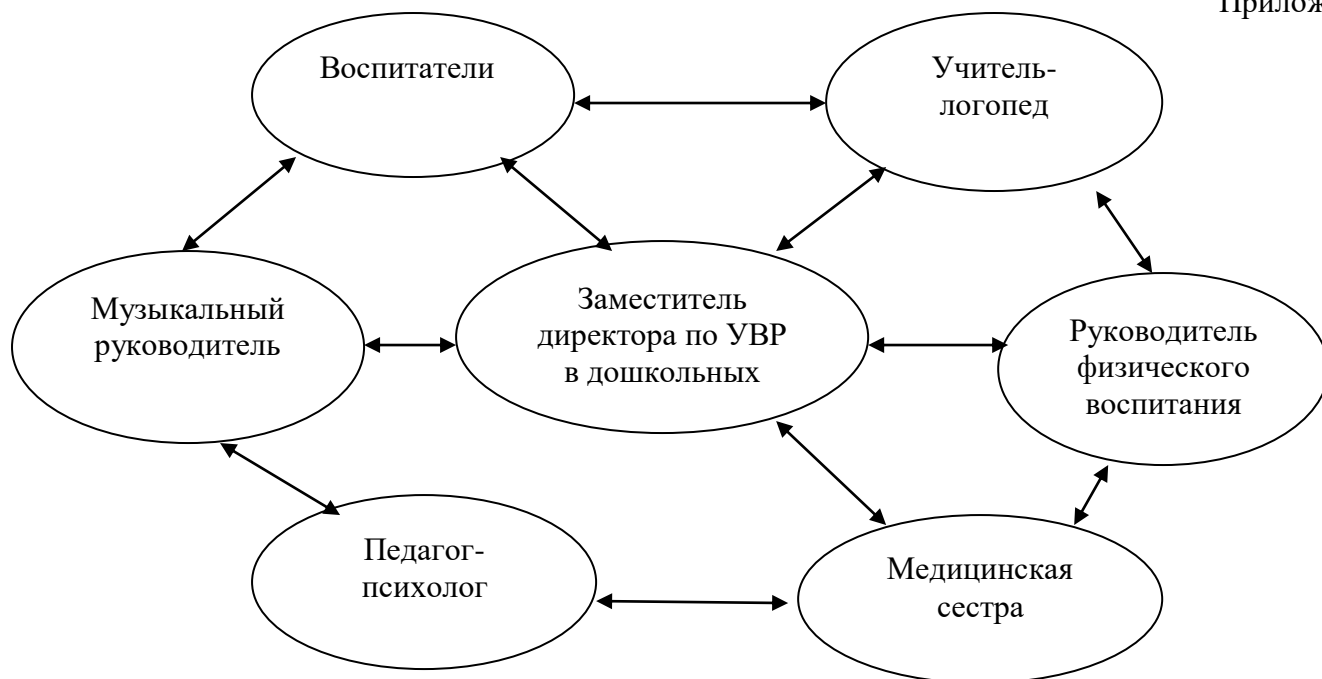 Прилож
Воспитатели
Учитель-
логопед
Музыкальный
руководитель
Заместитель
директора по УВР
в дошкольных
Руководитель
физического
воспитания
Педагог-
психолог
Медицинская
сестра